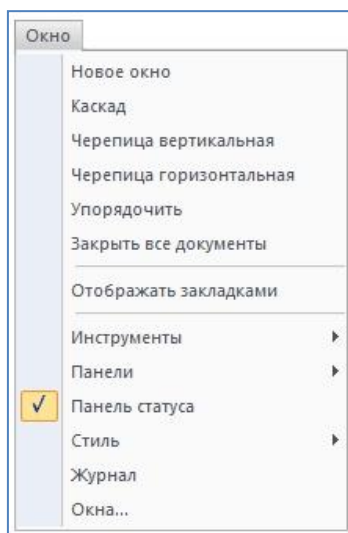 Окно
Новое окно
Каскад
Черепица вертикальная
Черепица горизонтальная
Упорядочить
Закрыть все документы
Отображать закладками
Инструменты
Панели
Панель статуса
Стиль
Журнал
Окна...